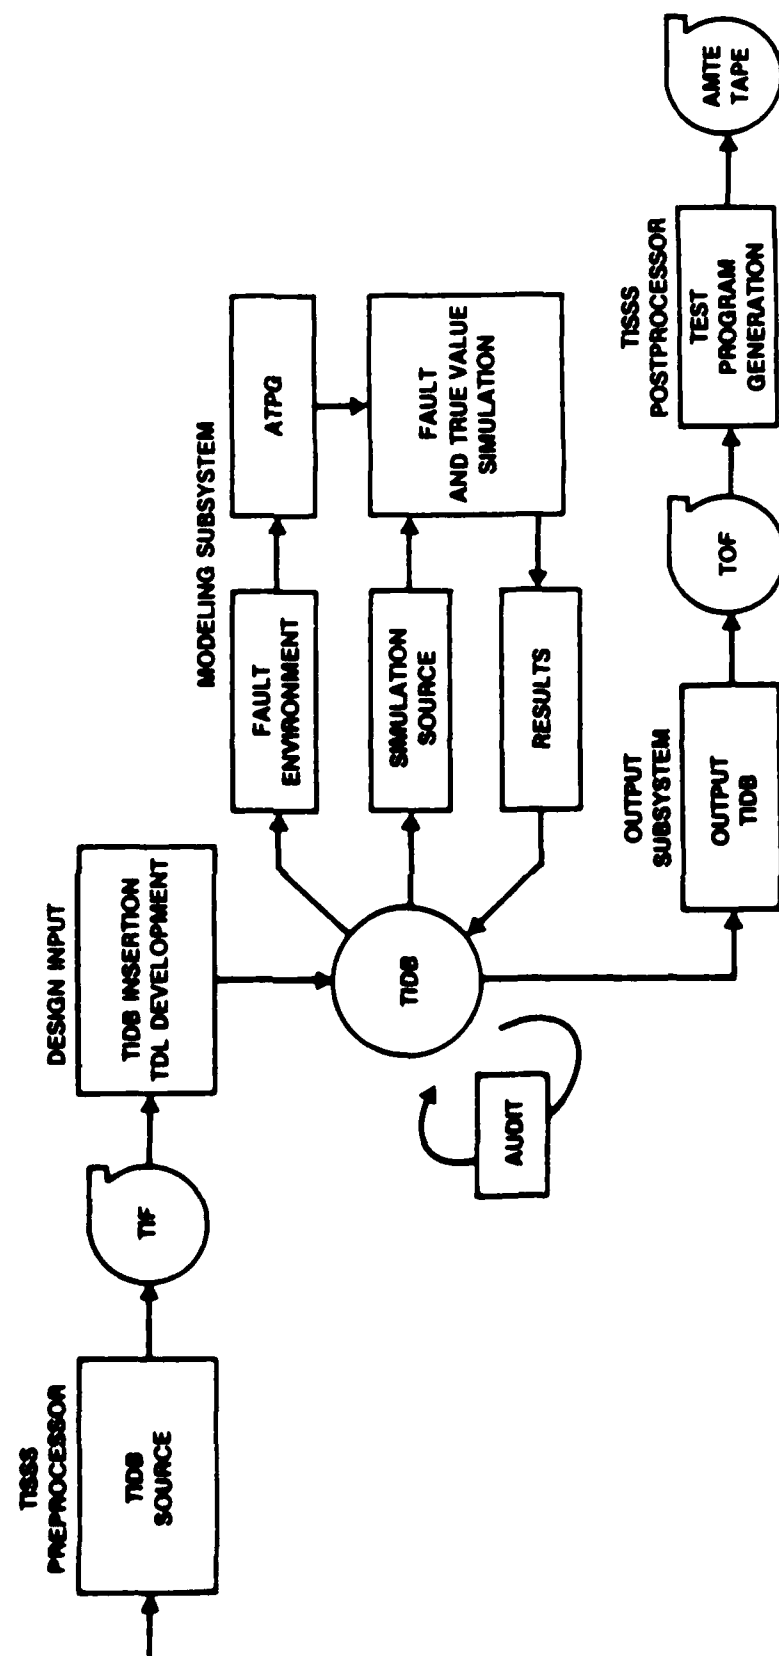 TISSS
PREPROCESSOR
TIDB
SOURCE
TIF
DESIGN INPUT
TIDB INSERTION
TDL DEVELOPMENT
TIDB
AUDIT
MODELING SUBSYSTEM
FAULT
ENVIRONMENT
ATPG
SIMULATION
SOURCE
FAULT
AND TRUE VALUE
SIMULATION
RESULTS
OUTPUT
SUBSYSTEM
OUTPUT
TIDB
TOF
TISSS
POSTPROCESSOR
TEST
PROGRAM
GENERATION
AMTE
TAPE